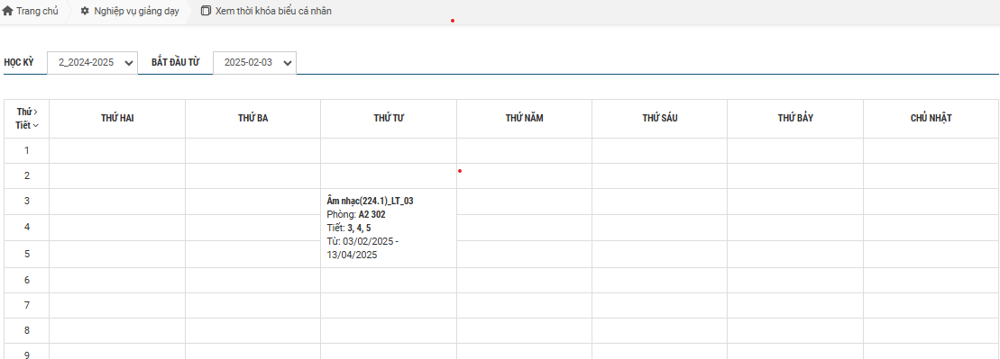 Trang chủ Nghiệp vụ giảng dạy Xem thời khóa biểu cá nhân
HỌC KỲ 2_2024-2025 BẮT ĐẦU TỪ 2025-02-03
Thứ
Tiết
THỨ HAI THỨ BA THỨ TƯ THỨ NĂM THỨ SÁU THỨ BẢY CHỦ NHẬT
1
2
3
Âm nhạc(224.1)_LT_03
Phòng: A2 302
4
Tiết: 3, 4, 5
Từ: 03/02/2025 -
5
13/04/2025
6
7
8
9